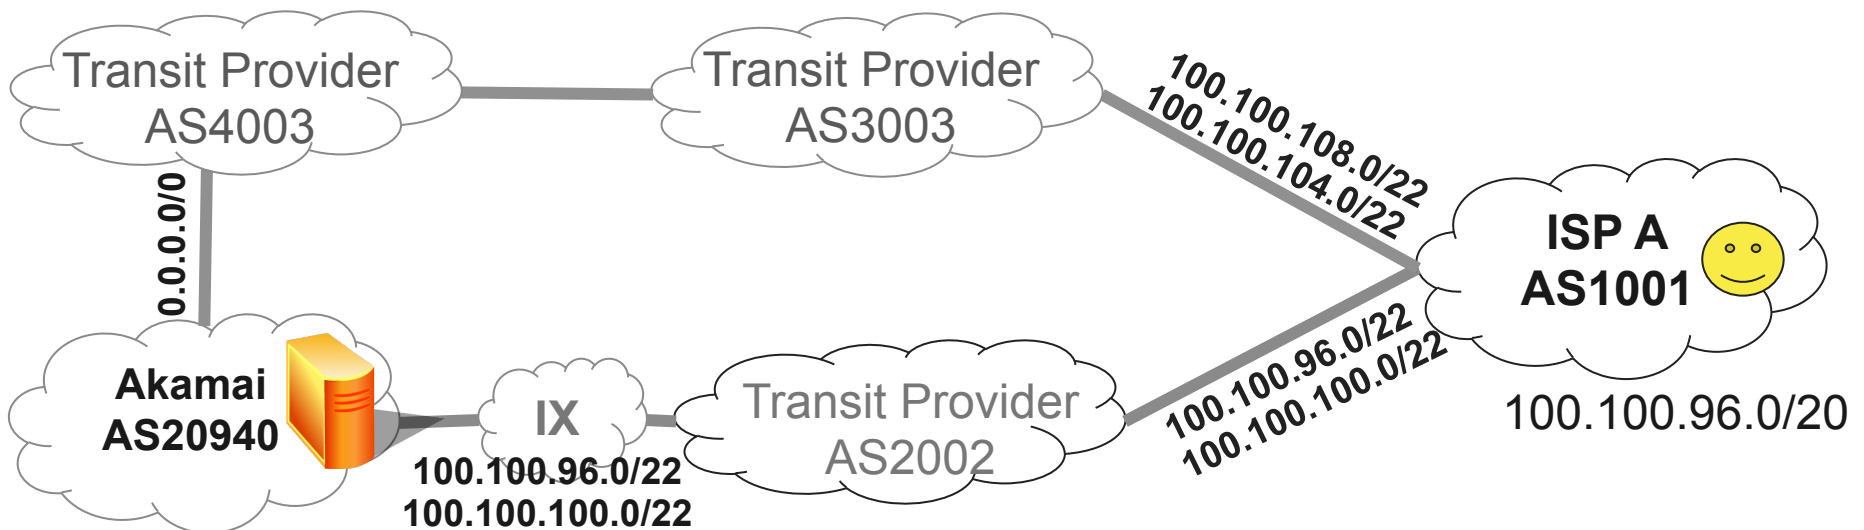 Transit Provider
AS4003
Transit Provider
AS3003
100.100.108.0/22
100.100.104.0/22
0.0.0.0/0
ISP A
AS1001
100.100.96.0/20
Akamai
AS20940
IX
100.100.96.0/22
100.100.100.0/22
Transit Provider
AS2002
100.100.96.0/22
100.100.100.0/22